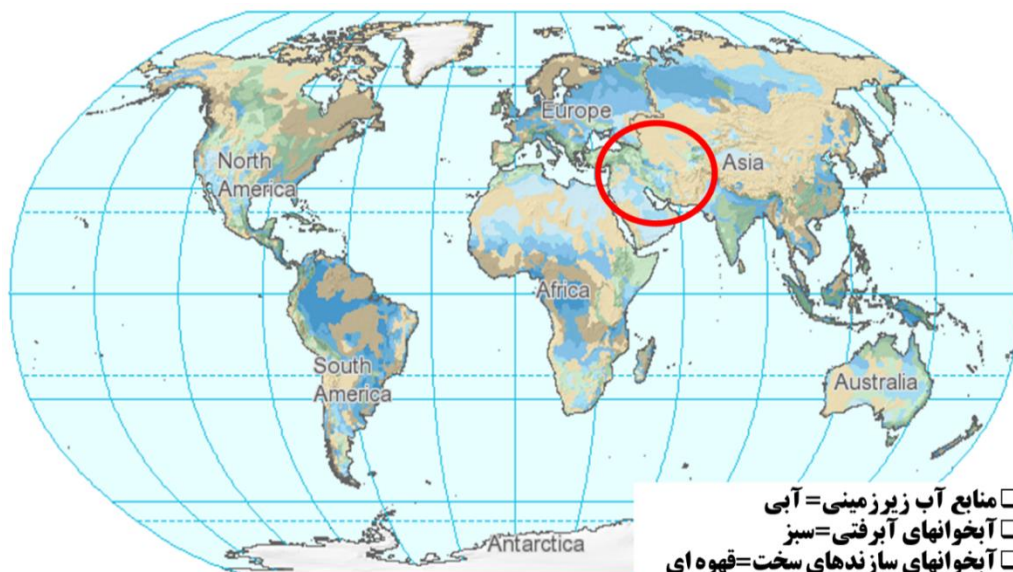 Europe
North
America
Asia
Africa
South
America
Australia
Antarctica
□منابع آب زیرزمینی=آبی
□آبخوانهای آبرفتی=سبز
□آبخوانهای سازندهای سخت=قهوه ای